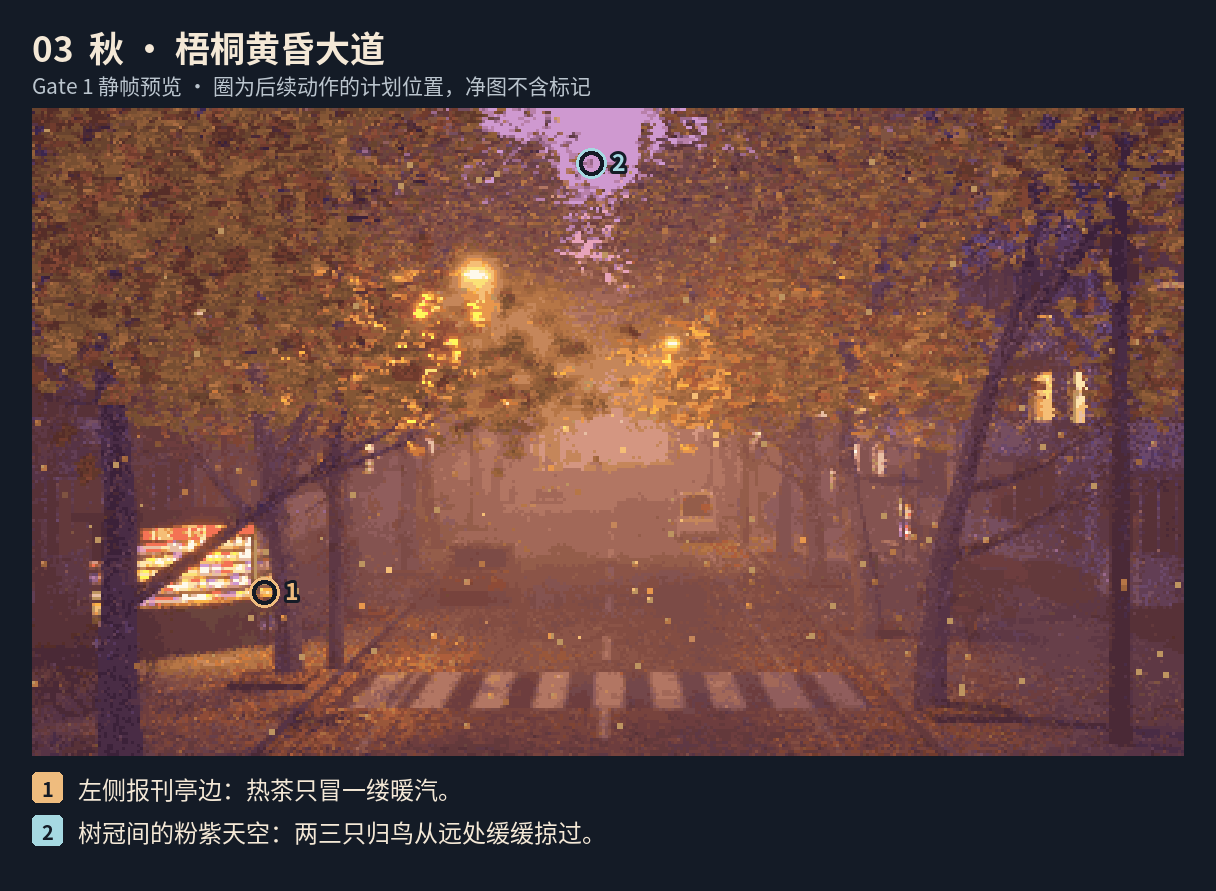 03 秋 · 梧桐黄昏大道
Gate 1 静帧预览 · 圈为后续动作的计划位置，净图不含标记
2
1
1 左侧报刊亭边：热茶只冒一缕暖汽。
2 树冠间的粉紫天空：两三只归鸟从远处缓缓掠过。